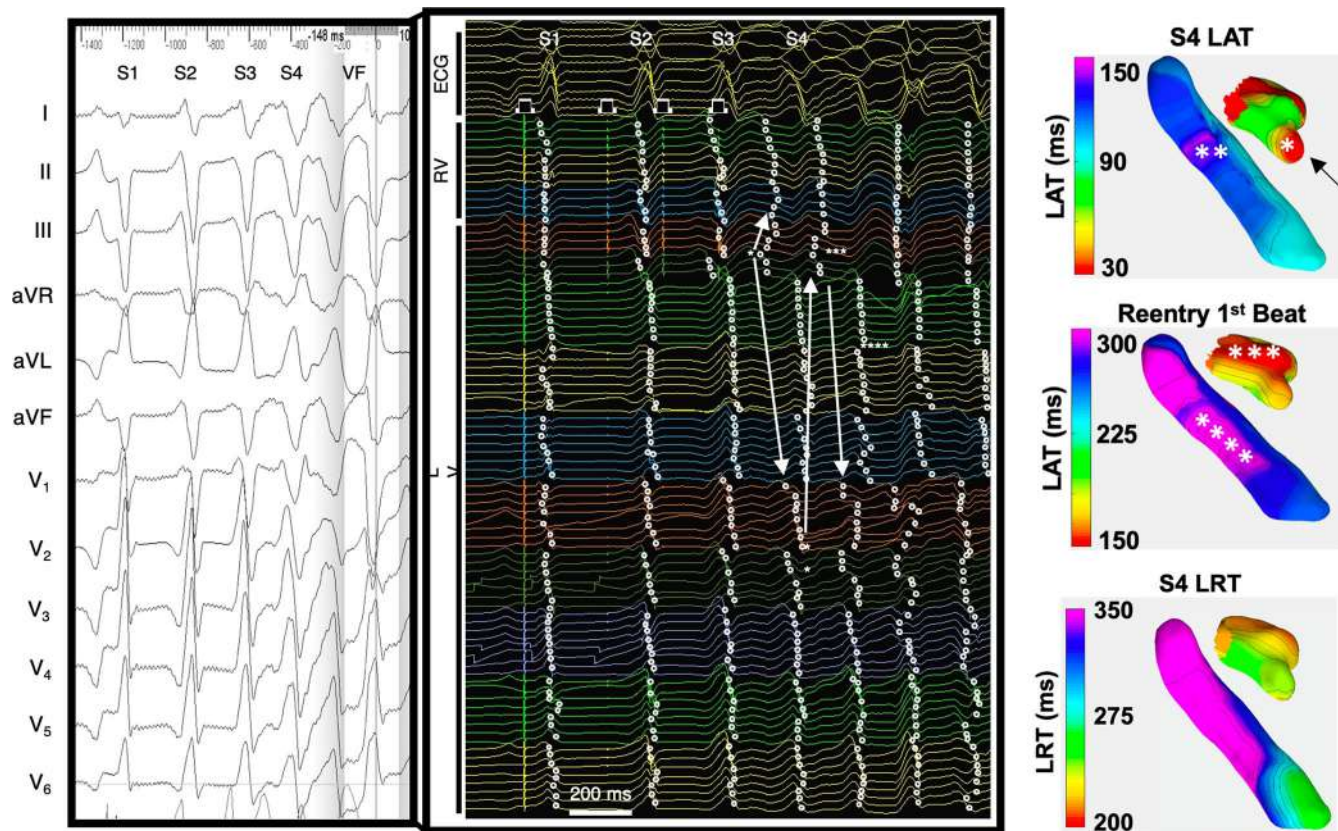 -1400 -1200 -1000 -800 -600 -400 -148 ms -200 0 10
S1 S2 S3 S4 VF
I
II
III
aVR
aVL
aVF
V1
V2
V3
V4
V5
V6
ECG
RV
L
V
S1 S2 S3 S4
*
***
****
*
*
200 ms
S4 LAT
LAT (ms)
150
90
30
**
*
Reentry 1st Beat
LAT (ms)
300
225
150
***
****
S4 LRT
LRT (ms)
350
275
200